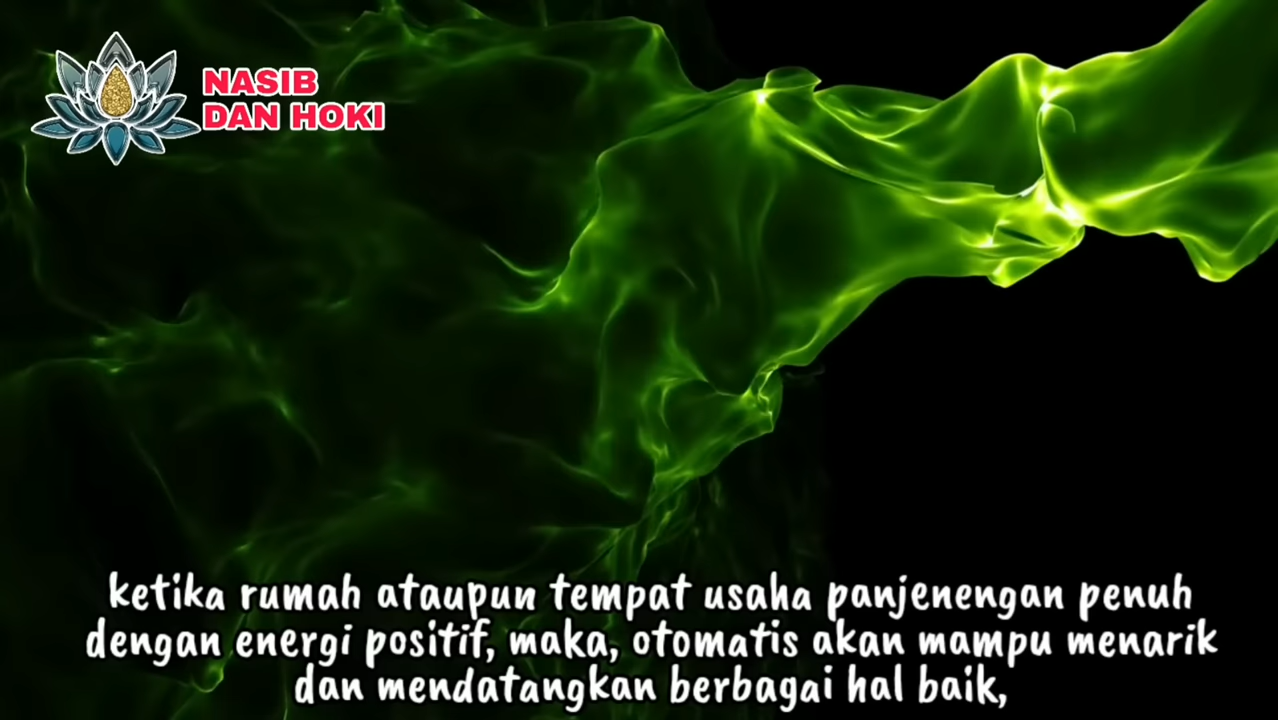 NASIB
DAN HOKI
ketika rumah ataupun tempat usaha panjenengan penuh
dengan energi positif, maka, otomatis akan mampu menarik
dan mendatangkan berbagai hal baik,